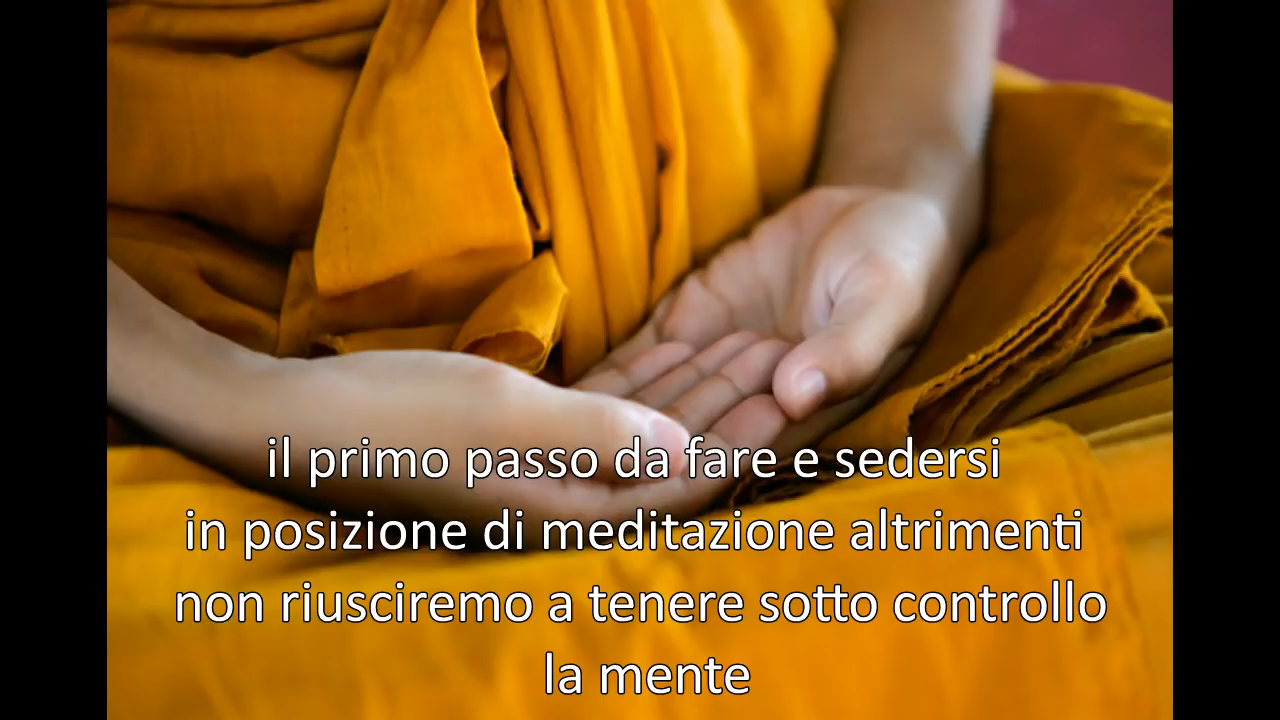 il primo passo da fare e sedersi
in posizione di meditazione altrimenti
non riusciremo a tenere sotto controllo
la mente